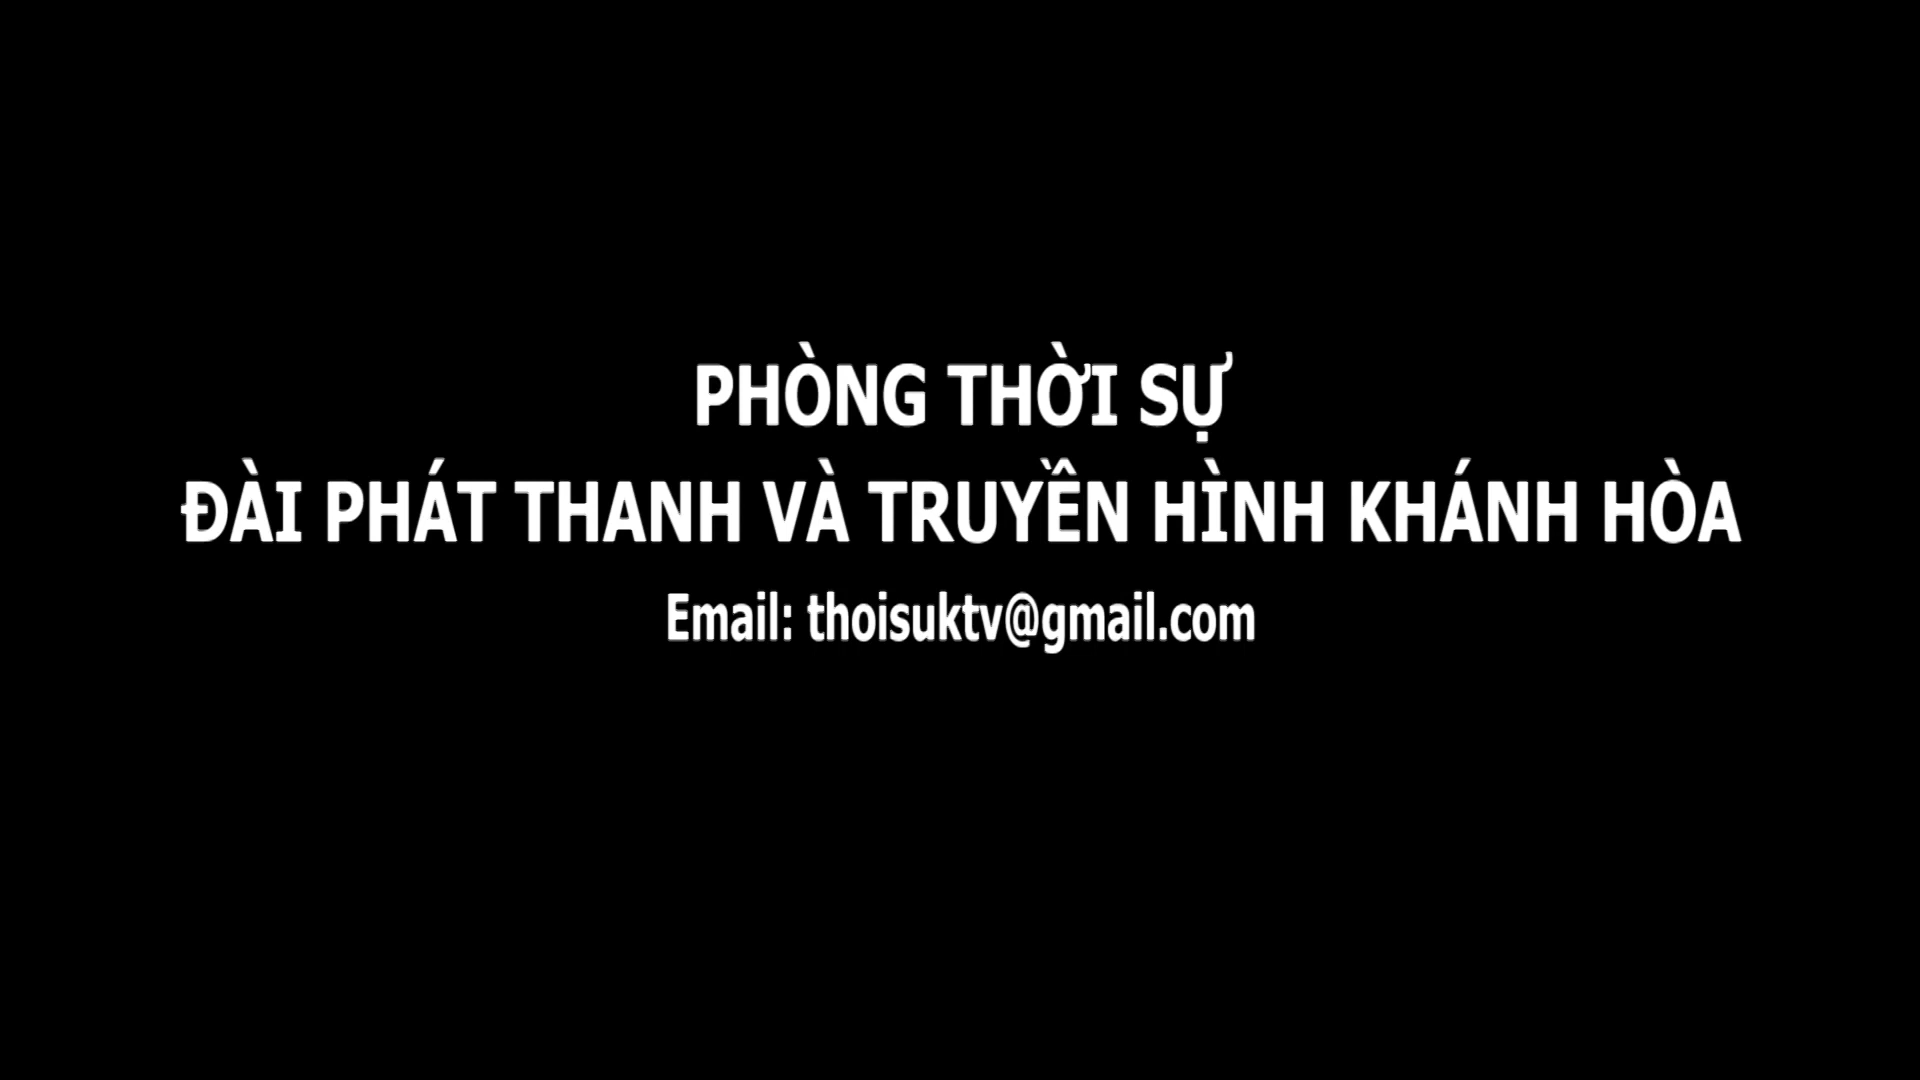 PHÒNG THỜI SỰ
ĐÀI PHÁT THANH VÀ TRUYỀN HÌNH KHÁNH HÒA
Email: thoisuktv@gmail.com